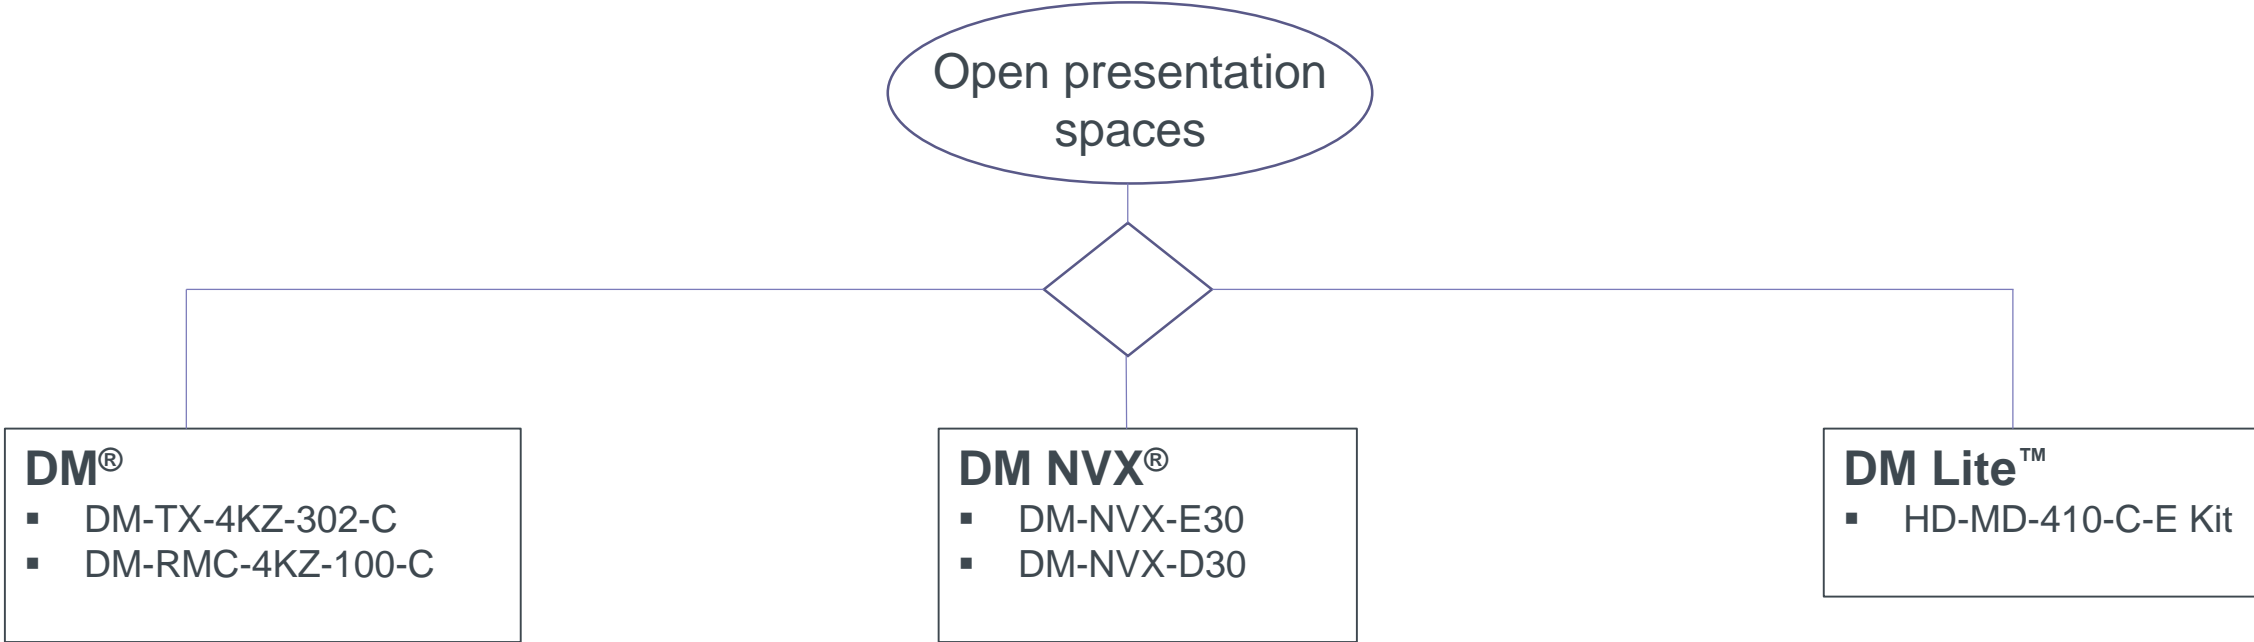 Open presentation
spaces
DM®
▪ DM-TX-4KZ-302-C
▪ DM-RMC-4KZ-100-C
DM NVX®
▪ DM-NVX-E30
▪ DM-NVX-D30
DM Lite™
▪ HD-MD-410-C-E Kit